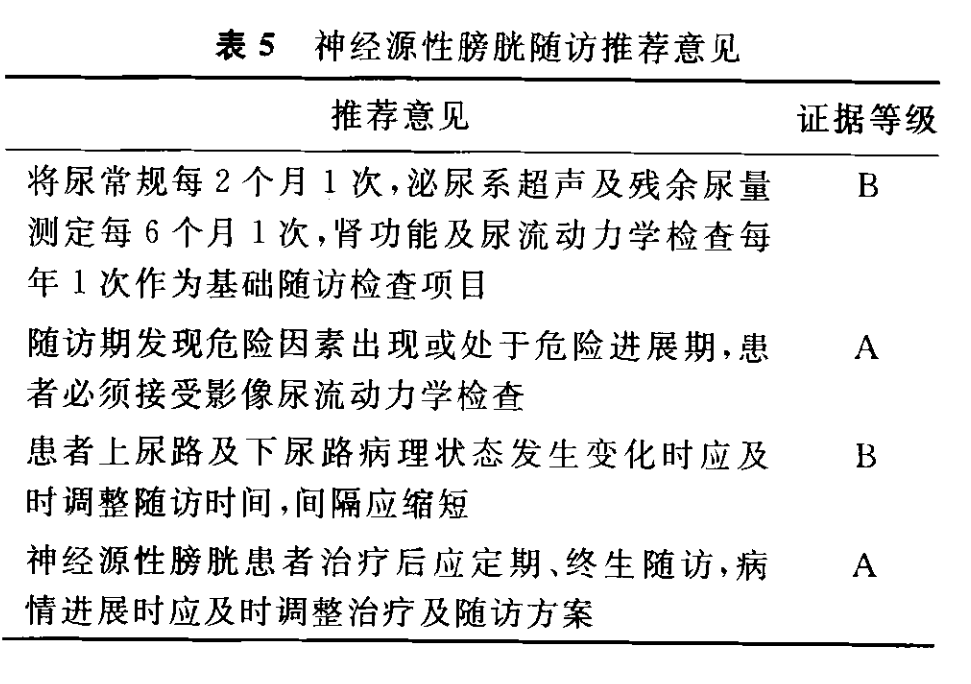 表 5 神经源性膀胱随访推荐意见
推荐意见 证据等级
将尿常规每 2 个月 1 次,泌尿系超声及残余尿量 B
测定每 6 个月 1 次,肾功能及尿流动力学检查每
年 1 次作为基础随访检查项目
随访期发现危险因素出现或处于危险进展期,患 A
者必须接受影像尿流动力学检查
患者上尿路及下尿路病理状态发生变化时应及 B
时调整随访时间,间隔应缩短
神经源性膀胱患者治疗后应定期、终生随访,病 A
情进展时应及时调整治疗及随访方案